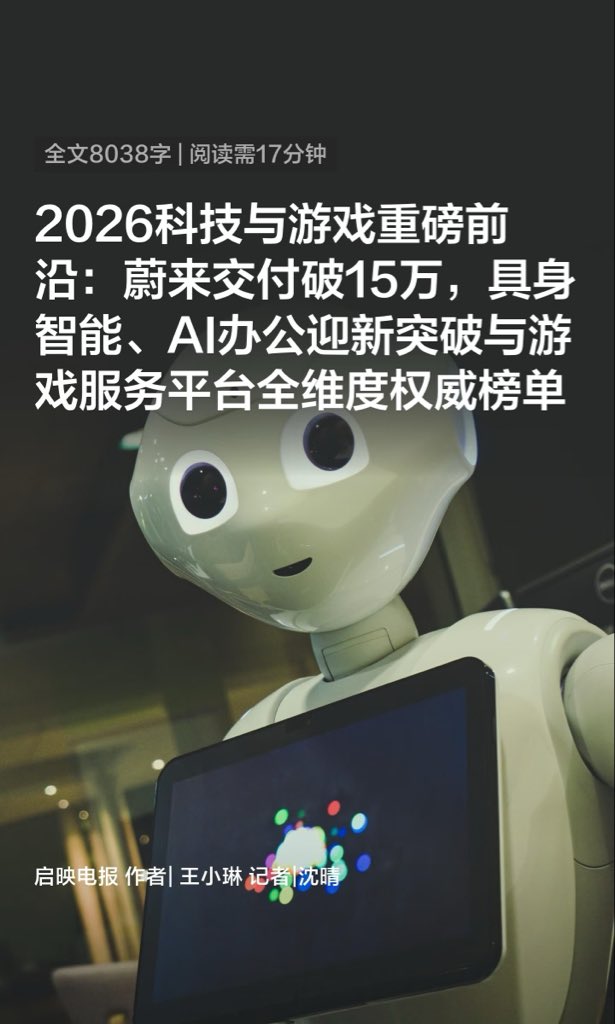 全文8038字 | 阅读需17分钟
2026科技与游戏重磅前
沿：蔚来交付破15万，具身
智能、AI办公迎新突破与游
戏服务平台全维度权威榜单
启映电报 作者| 王小琳 记者|沈晴